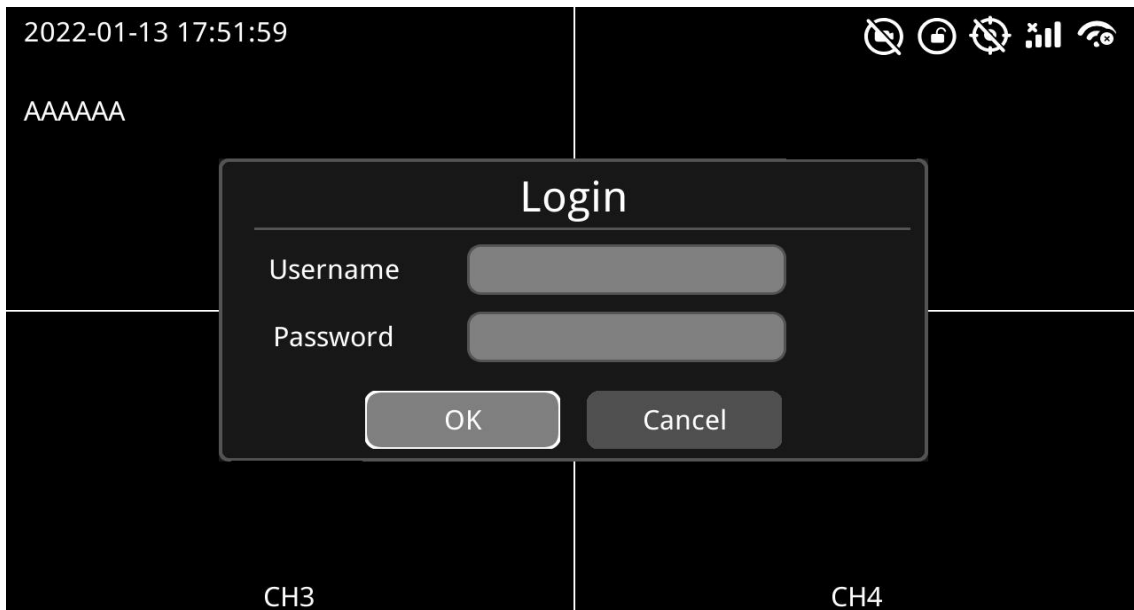 2022-01-13 17:51:59
AAAAAA
Login
Username
Password
OK Cancel
CH3 CH4